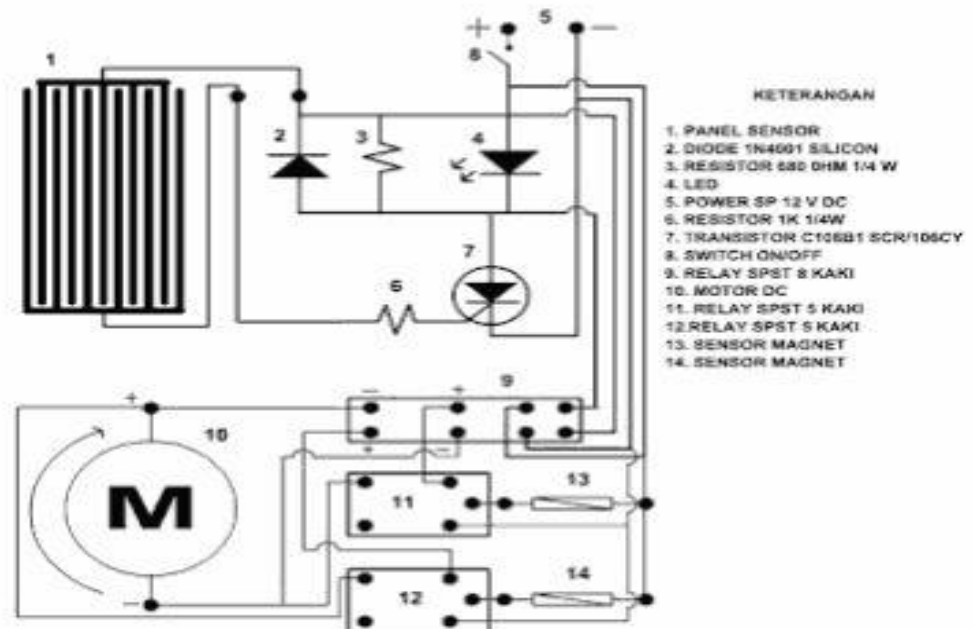 1
+ 5 −
8
2
3
4
7
6
KETERANGAN
1. PANEL SENSOR
2. DIODE 1N4001 SILICON
3. RESISTOR 680 0HM 1/4 W
4. LED
5. POWER SP 12 V DC
6. RESISTOR 1K 1/4W
7. TRANSISTOR C106B1 SCR/106CY
8. SWITCH ON/OFF
9. RELAY SPST 8 KAKI
10. MOTOR DC
11. RELAY SPST 5 KAKI
12.RELAY SPST 5 KAKI
13. SENSOR MAGNET
14. SENSOR MAGNET
− + 9
+ −
+
10
M
−
11
13
12
14